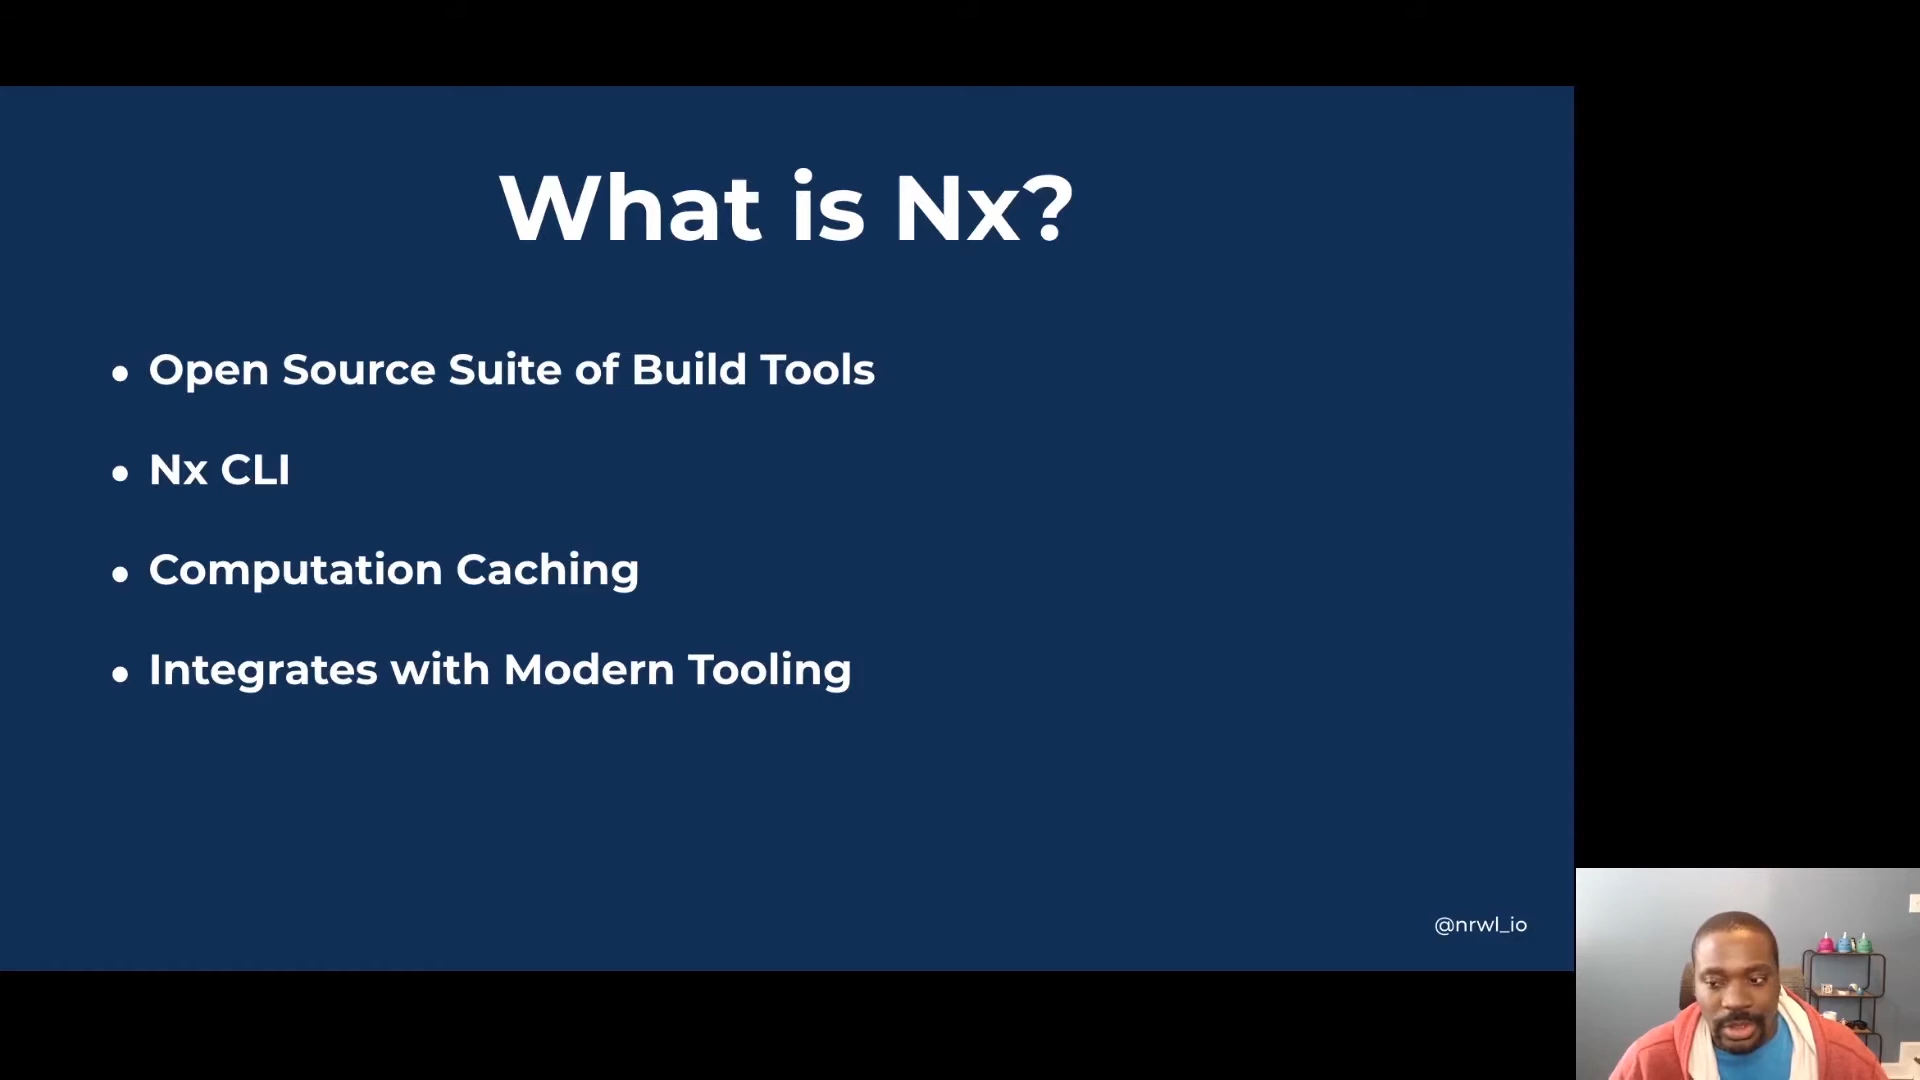 What is Nx?
• Open Source Suite of Build Tools
• Nx CLI
• Computation Caching
• Integrates with Modern Tooling
@nrwl_io